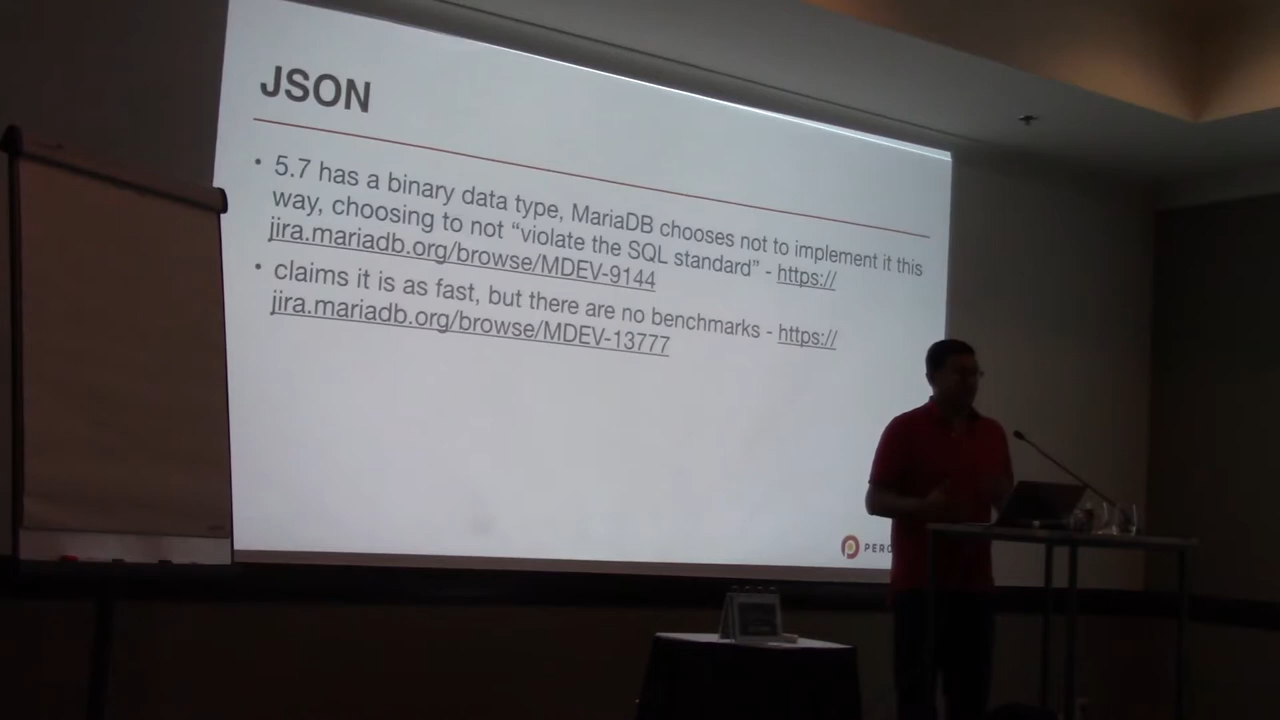 JSON
• 5.7 has a binary data type, MariaDB chooses not to implement it this
way, choosing to not “violate the SQL standard” - https://
jira.mariadb.org/browse/MDEV-9144
• claims it is as fast, but there are no benchmarks - https://
jira.mariadb.org/browse/MDEV-13777
PERC